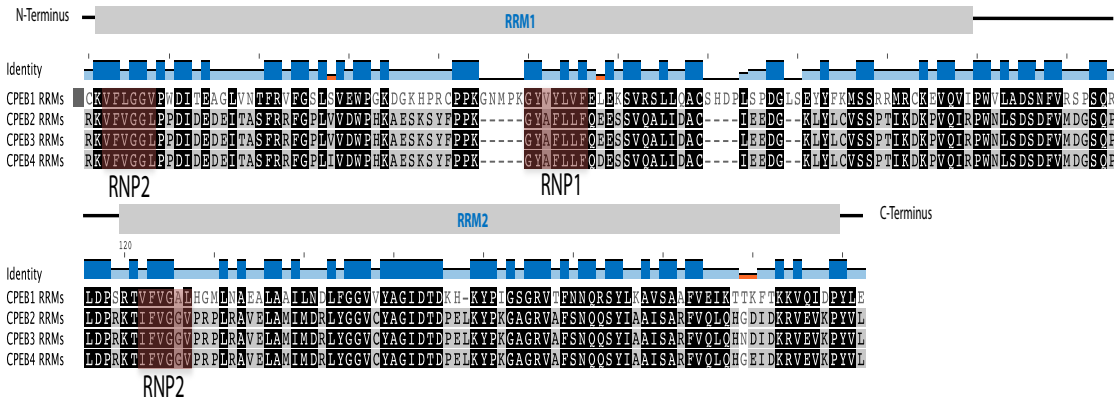 N-Terminus
RRM1
Identity
CPEB1 RRMs CKVFLGGVPWDITEAGLVNTFRVFGSLSVEWPGKDGKHPRCPPKGNMPKGYVYLVFELEKSVRSLLQACSHDPLSPDGLSEYYFKMSSRRMRCKEVQVIPWVLADSNFVRSPSQR
CPEB2 RRMs RKVFVGGLPPDIDEDEITASFRRFGPLVVDWPHKAESKSYFPPK-----GYAFLLFQEESSVQALIDAC----IEEDG--KLYLCVSSPTIKDKPVQIRPWNLSDSDFVMDGSQP
CPEB3 RRMs RKVFVGGLPPDIDEDEITASFRRFGPLVVDWPHKAESKSYFPPK-----GYAFLLFQEESSVQALIDAC----IEEDG--KLYLCVSSPTIKDKPVQIRPWNLSDSDFVMDGSQP
CPEB4 RRMs RKVFVGGLPPDIDEDEITASFRRFGPLIVDWPHKAESKSYFPPK-----GYAFLLFQDESSVQALIDAC----IEEDG--KLYLCVSSPTIKDKPVQIRPWNLSDSDFVMDGSQP
RNP2 RNP1
RRM2
C-Terminus
120
Identity
CPEB1 RRMs LDPSRTVFVGALHGMLNAEALAAILNDLFGGVVYAGIDTDKH-KYPIGSGRVTFNNQRSYLKAVSAAFVEIKTTKFTKKVQIDPYLE
CPEB2 RRMs LDPRKTIFVGGVPRPLRAVELAMIMDRLYGGVCYAGIDTDPELKYPKGAGRVAFSNQQSYIAAISARFVQLQHGDIDKRVEVKPYVL
CPEB3 RRMs LDPRKTIFVGGVPRPLRAVELAMIMDRLYGGVCYAGIDTDPELKYPKGAGRVAFSNQQSYIAAISARFVQLQHNDIDKRVEVKPYVL
CPEB4 RRMs LDPRKTIFVGGVPRPLRAVELAMIMDRLYGGVCYAGIDTDPELKYPKGAGRVAFSNQQSYIAAISARFVQLQHGEIDKRVEVKPYVL
RNP2